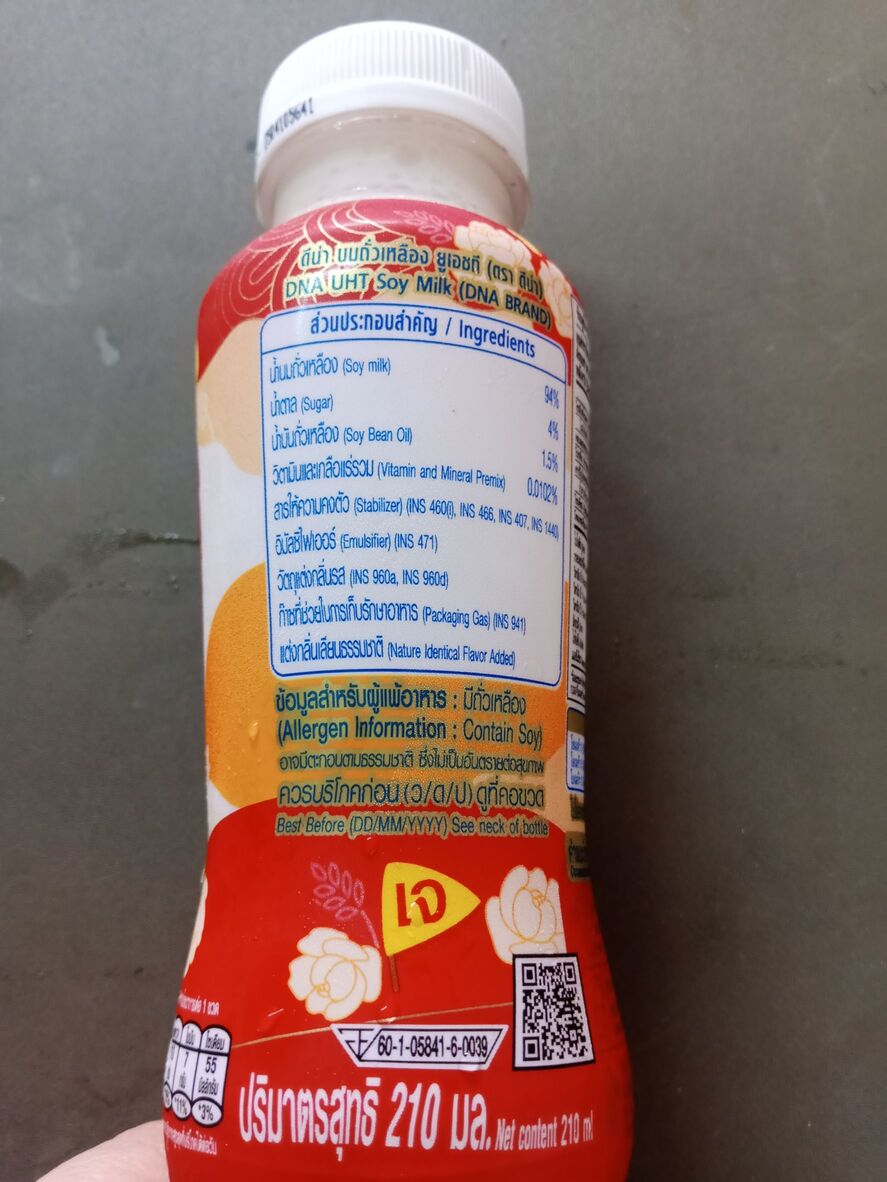 ดีน่า นมถั่วเหลือง ยูเอชที (ตรา ดีน่า)
DNA UHT Soy Milk (DNA BRAND)
ส่วนประกอบสำคัญ / Ingredients
น้ำนมถั่วเหลือง (Soy milk) 94%
น้ำตาล (Sugar) 4%
น้ำมันถั่วเหลือง (Soy Bean Oil) 1.5%
วิตามินและเกลือแร่รวม (Vitamin and Mineral Premix) 0.0102%
สารให้ความคงตัว (Stabilizer) (INS 460(i), INS 466, INS 407, INS 1440)
อิมัลซิไฟเออร์ (Emulsifier) (INS 471)
วัตถุแต่งกลิ่นรส (INS 960a, INS 960d)
ก๊าซที่ช่วยในการเก็บรักษาอาหาร (Packaging Gas) (INS 941)
แต่งกลิ่นเลียนธรรมชาติ (Nature Identical Flavor Added)
ข้อมูลสำหรับผู้แพ้อาหาร : มีถั่วเหลือง
(Allergen Information : Contain Soy)
อาจมีตะกอนตามธรรมชาติ ซึ่งไม่เป็นอันตรายต่อสุขภาพ
ควรบริโภคก่อน (ว/ด/ป) ดูที่คอขวด
Best Before (DD/MM/YYYY) See neck of bottle
เจ
60-1-05841-6-0039
โซเดียม
55
มิลลิกรัม
*11% *3%
ปริมาตรสุทธิ 210 มล. Net content 210 ml